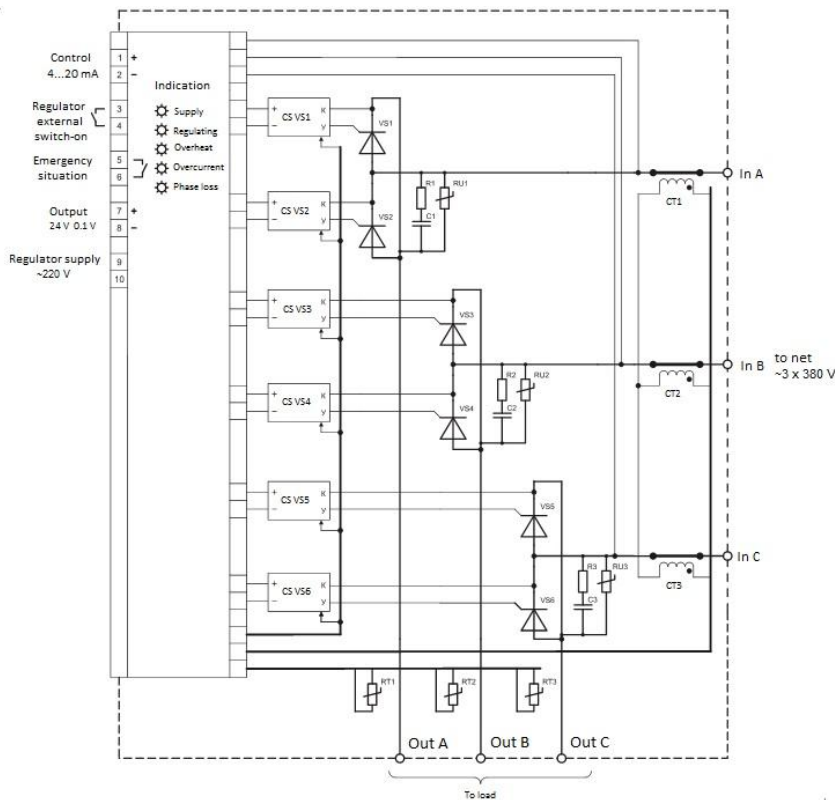 Control
4...20 mA
1 +
2 −
Regulator
external
switch-on
3
4
Emergency
situation
5
6
Output
24 V 0.1 V
7 +
8 −
Regulator supply
~220 V
9
10
Indication
Supply
Regulating
Overheat
Overcurrent
Phase loss
+ CS VS1 K
− У
VS1
+ CS VS2 K
− У
VS2
R1
RU1
C1
CT1
In A
+ CS VS3 K
− У
VS3
+ CS VS4 K
− У
VS4
R2
RU2
C2
CT2
In B
to net
~3 x 380 V
+ CS VS5 K
− У
VS5
+ CS VS6 K
− У
VS6
R3
RU3
C3
CT3
In C
RT1
RT2
RT3
Out A
Out B
Out C
To load